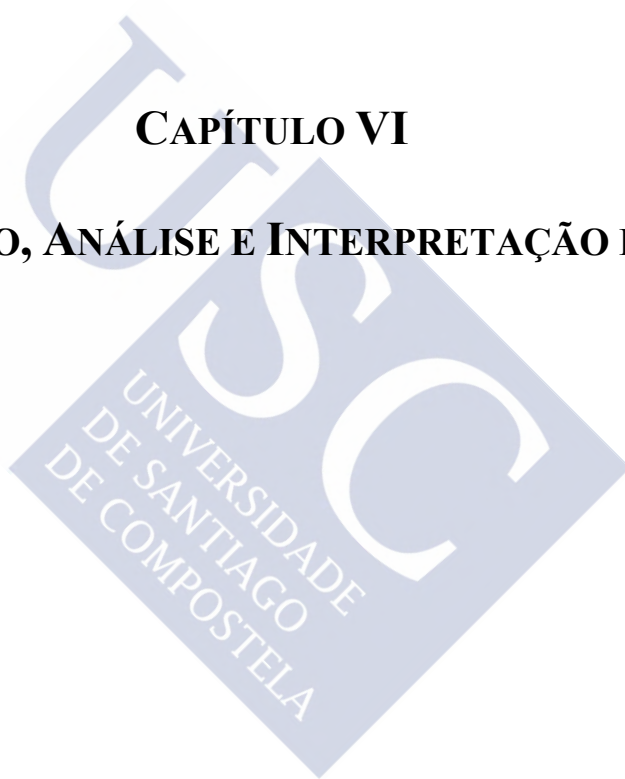 CAPÍTULO VI
O, ANÁLISE E INTERPRETAÇÃO
USC
UNIVERSIDADE
DE SANTIAGO
DE COMPOSTELA